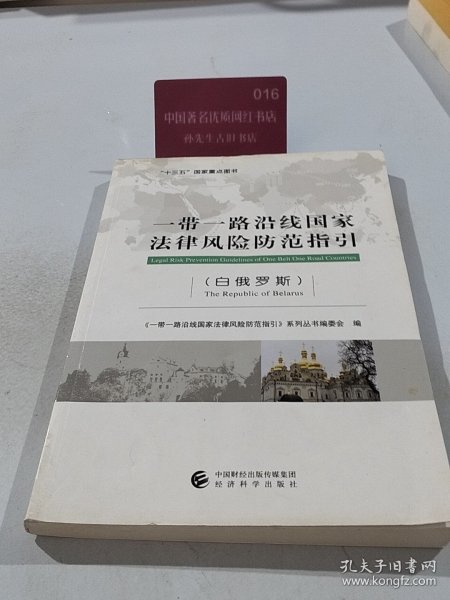 016
中国著名优质网红书店
孙先生古旧书店
“十三五”国家重点图书
一带一路沿线国家
法律风险防范指引
Legal Risk Prevention Guidelines of One Belt One Road Countries
(白俄罗斯)
The Republic of Belarus
《一带一路沿线国家法律风险防范指引》系列丛书编委会 编
中国财经出版传媒集团
经济科学出版社
孔夫子旧书网
www.kongfz.com